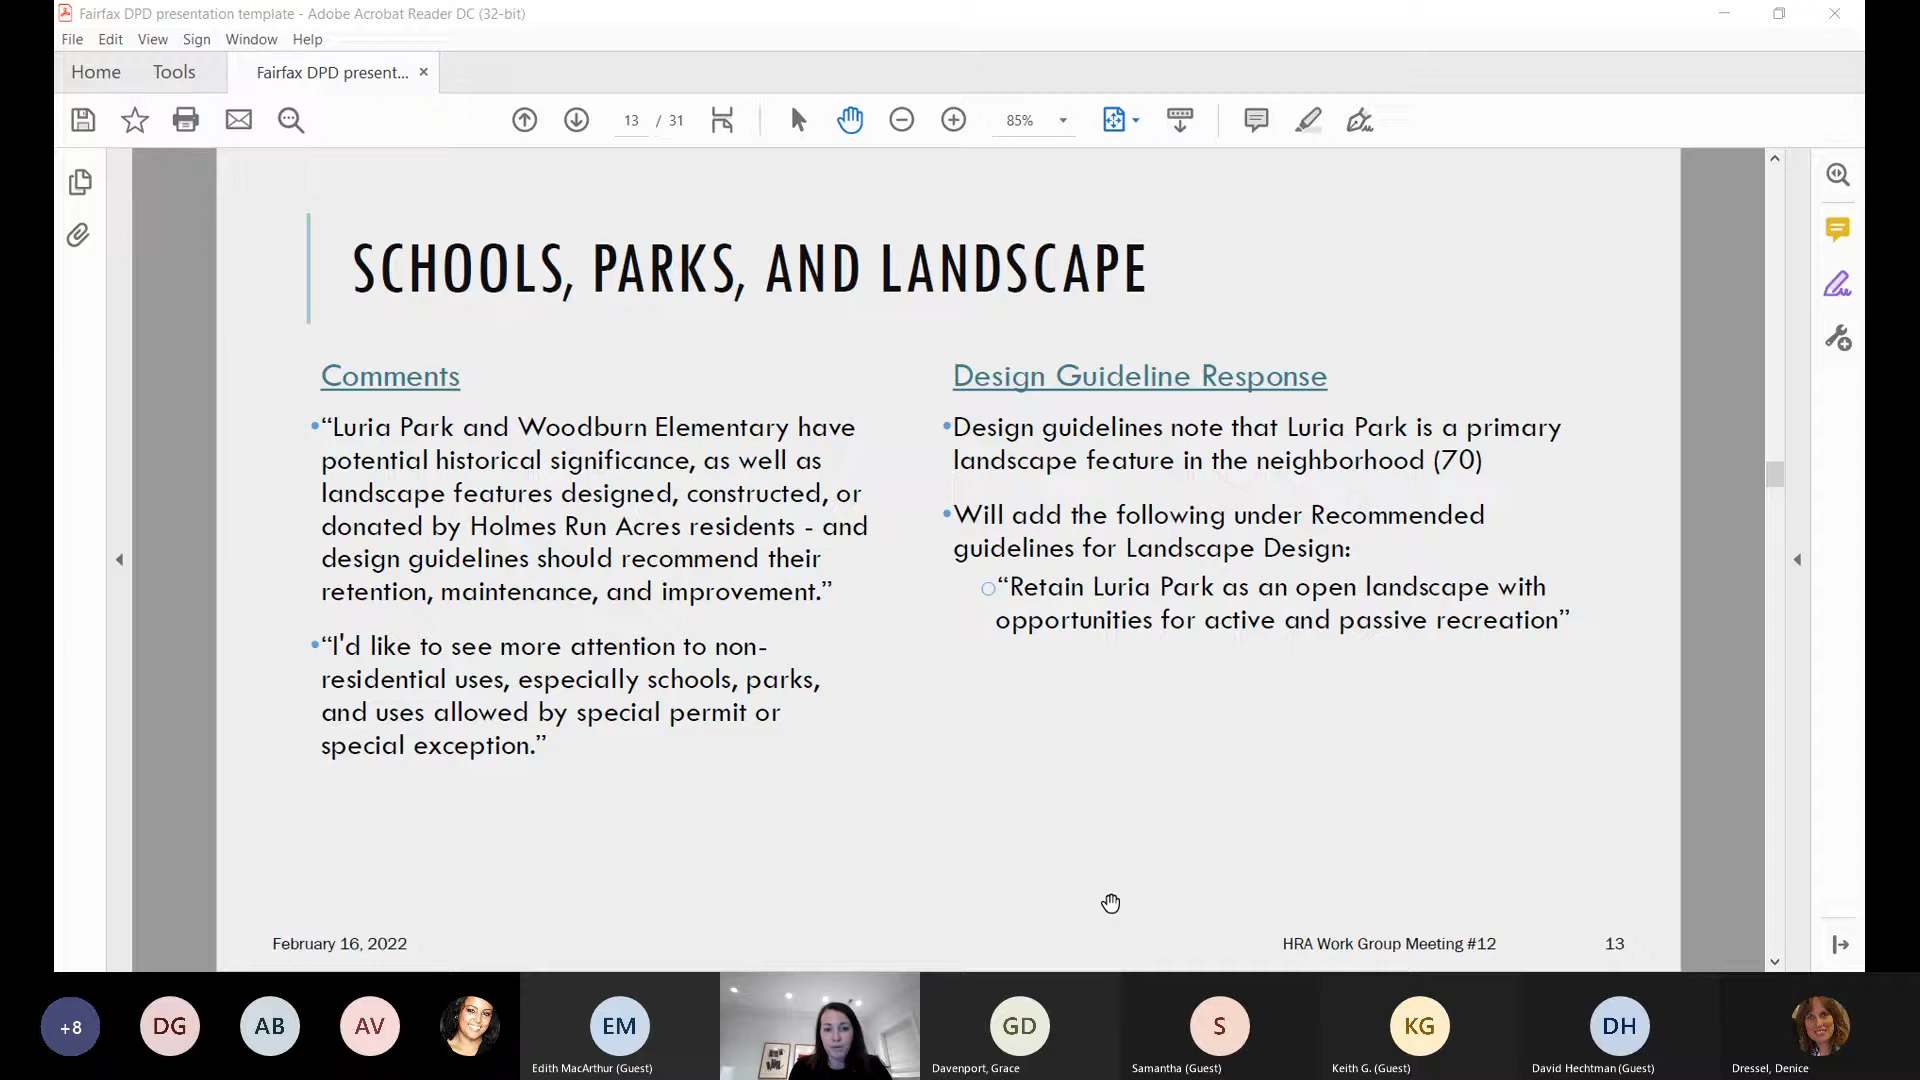 Fairfax DPD presentation template - Adobe Acrobat Reader DC (32-bit)
File Edit View Sign Window Help
Home Tools Fairfax DPD present... ×
13 / 31 85%
SCHOOLS, PARKS, AND LANDSCAPE
Comments
•“Luria Park and Woodburn Elementary have
potential historical significance, as well as
landscape features designed, constructed, or
donated by Holmes Run Acres residents - and
design guidelines should recommend their
retention, maintenance, and improvement.”
•“I'd like to see more attention to non-
residential uses, especially schools, parks,
and uses allowed by special permit or
special exception.”
Design Guideline Response
•Design guidelines note that Luria Park is a primary
landscape feature in the neighborhood (70)
•Will add the following under Recommended
guidelines for Landscape Design:
○“Retain Luria Park as an open landscape with
opportunities for active and passive recreation”
February 16, 2022 HRA Work Group Meeting #12 13
+8 DG AB AV EM GD S KG DH
Edith MacArthur (Guest) Davenport, Grace Samantha (Guest) Keith G. (Guest) David Hechtman (Guest) Dressel, Denice